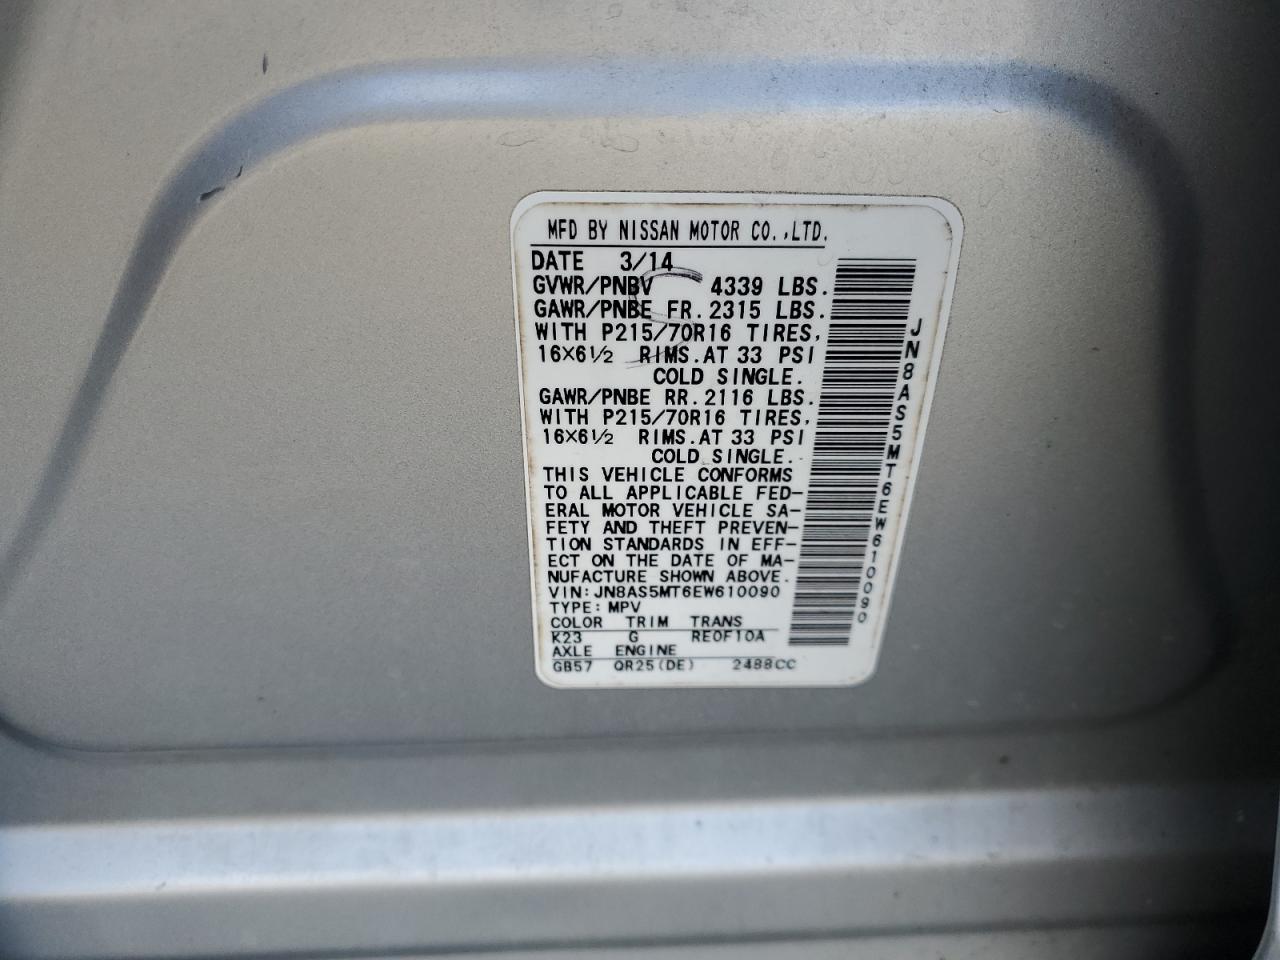 MFD BY NISSAN MOTOR CO.,LTD.
DATE 3/14
GVWR/PNBV 4339 LBS.
GAWR/PNBE FR. 2315 LBS.
WITH P215/70R16 TIRES,
16×6½ RIMS.AT 33 PSI
COLD SINGLE.
GAWR/PNBE RR. 2116 LBS.
WITH P215/70R16 TIRES,
16×6½ RIMS.AT 33 PSI
COLD SINGLE.
THIS VEHICLE CONFORMS
TO ALL APPLICABLE FED-
ERAL MOTOR VEHICLE SA-
FETY AND THEFT PREVEN-
TION STANDARDS IN EFF-
ECT ON THE DATE OF MA-
NUFACTURE SHOWN ABOVE.
VIN:JN8AS5MT6EW610090
TYPE:MPV
COLOR TRIM TRANS
K23 G RE0F10A
AXLE ENGINE
GB57 QR25(DE) 2488CC
JN8AS5MT6EW610090